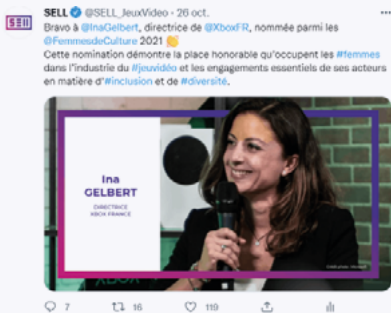 SELL @SELL_JeuxVideo · 26 oct.
Bravo à @InaGelbert, directrice de @XboxFR, nommée parmi les
@FemmesdeCulture 2021 👏
Cette nomination démontre la place honorable qu'occupent les #femmes
dans l'industrie du #jeuvidéo et les engagements essentiels de ses acteurs
en matière d'#inclusion et de #diversité.
Ina
GELBERT
DIRECTRICE
XBOX FRANCE
XBOX
7 16 119